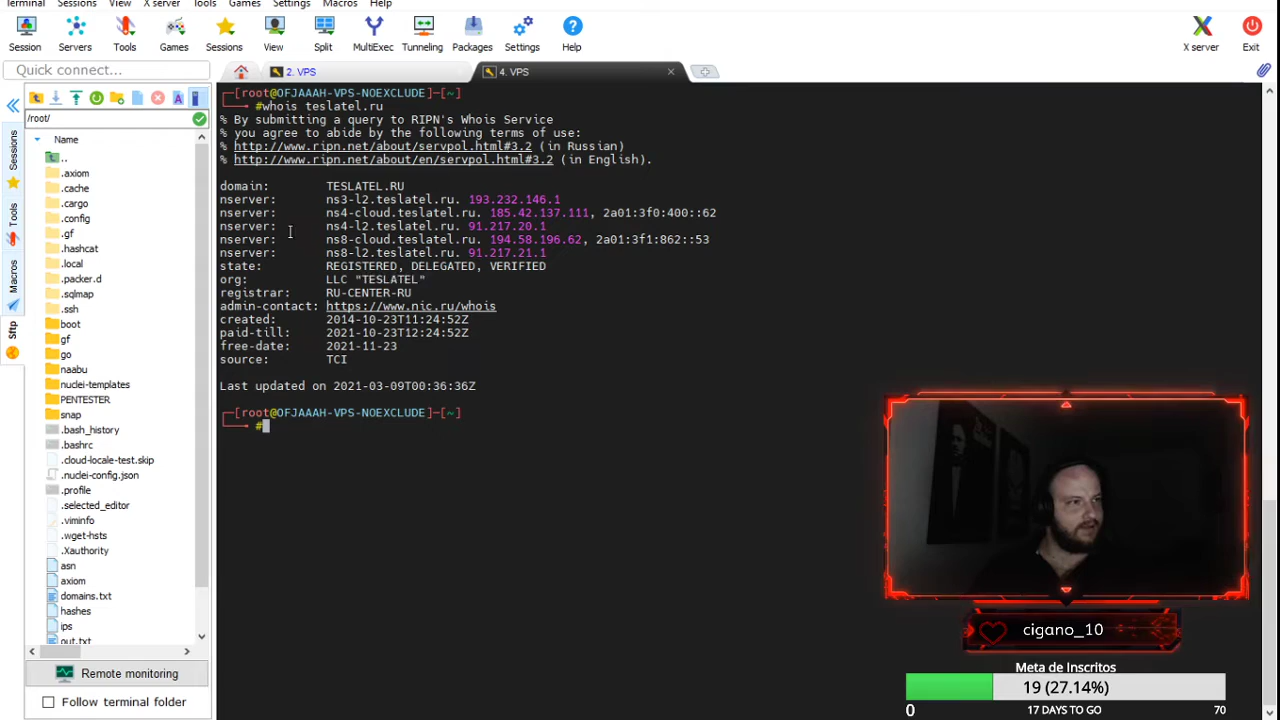 Terminal Sessions View X server Tools Games Settings Macros Help
Session Servers Tools Games Sessions View Split MultiExec Tunneling Packages Settings Help X server Exit
Quick connect... 2. VPS 4. VPS
/root/
Name
..
.axiom
.cache
.cargo
.config
.gf
.hashcat
.local
.packer.d
.sqlmap
.ssh
boot
gf
go
naabu
nuclei-templates
PENTESTER
snap
.bash_history
.bashrc
.cloud-locale-test.skip
.nuclei-config.json
.profile
.selected_editor
.viminfo
.wget-hsts
.Xauthority
asn
axiom
domains.txt
hashes
ips
out.txt
Remote monitoring
Follow terminal folder
Sessions
Tools
Macros
Sftp
[root@OFJAAAH-VPS-NOEXCLUDE]-[~]
#whois teslatel.ru
% By submitting a query to RIPN's Whois Service
% you agree to abide by the following terms of use:
% http://www.ripn.net/about/servpol.html#3.2 (in Russian)
% http://www.ripn.net/about/en/servpol.html#3.2 (in English).
domain: TESLATEL.RU
nserver: ns3-l2.teslatel.ru. 193.232.146.1
nserver: ns4-cloud.teslatel.ru. 185.42.137.111, 2a01:3f0:400::62
nserver: ns4-l2.teslatel.ru. 91.217.20.1
nserver: ns8-cloud.teslatel.ru. 194.58.196.62, 2a01:3f1:862::53
nserver: ns8-l2.teslatel.ru. 91.217.21.1
state: REGISTERED, DELEGATED, VERIFIED
org: LLC "TESLATEL"
registrar: RU-CENTER-RU
admin-contact: https://www.nic.ru/whois
created: 2014-10-23T11:24:52Z
paid-till: 2021-10-23T12:24:52Z
free-date: 2021-11-23
source: TCI
Last updated on 2021-03-09T00:36:36Z
[root@OFJAAAH-VPS-NOEXCLUDE]-[~]
#
cigano_10
Meta de Inscritos
19 (27.14%)
0 17 DAYS TO GO 70